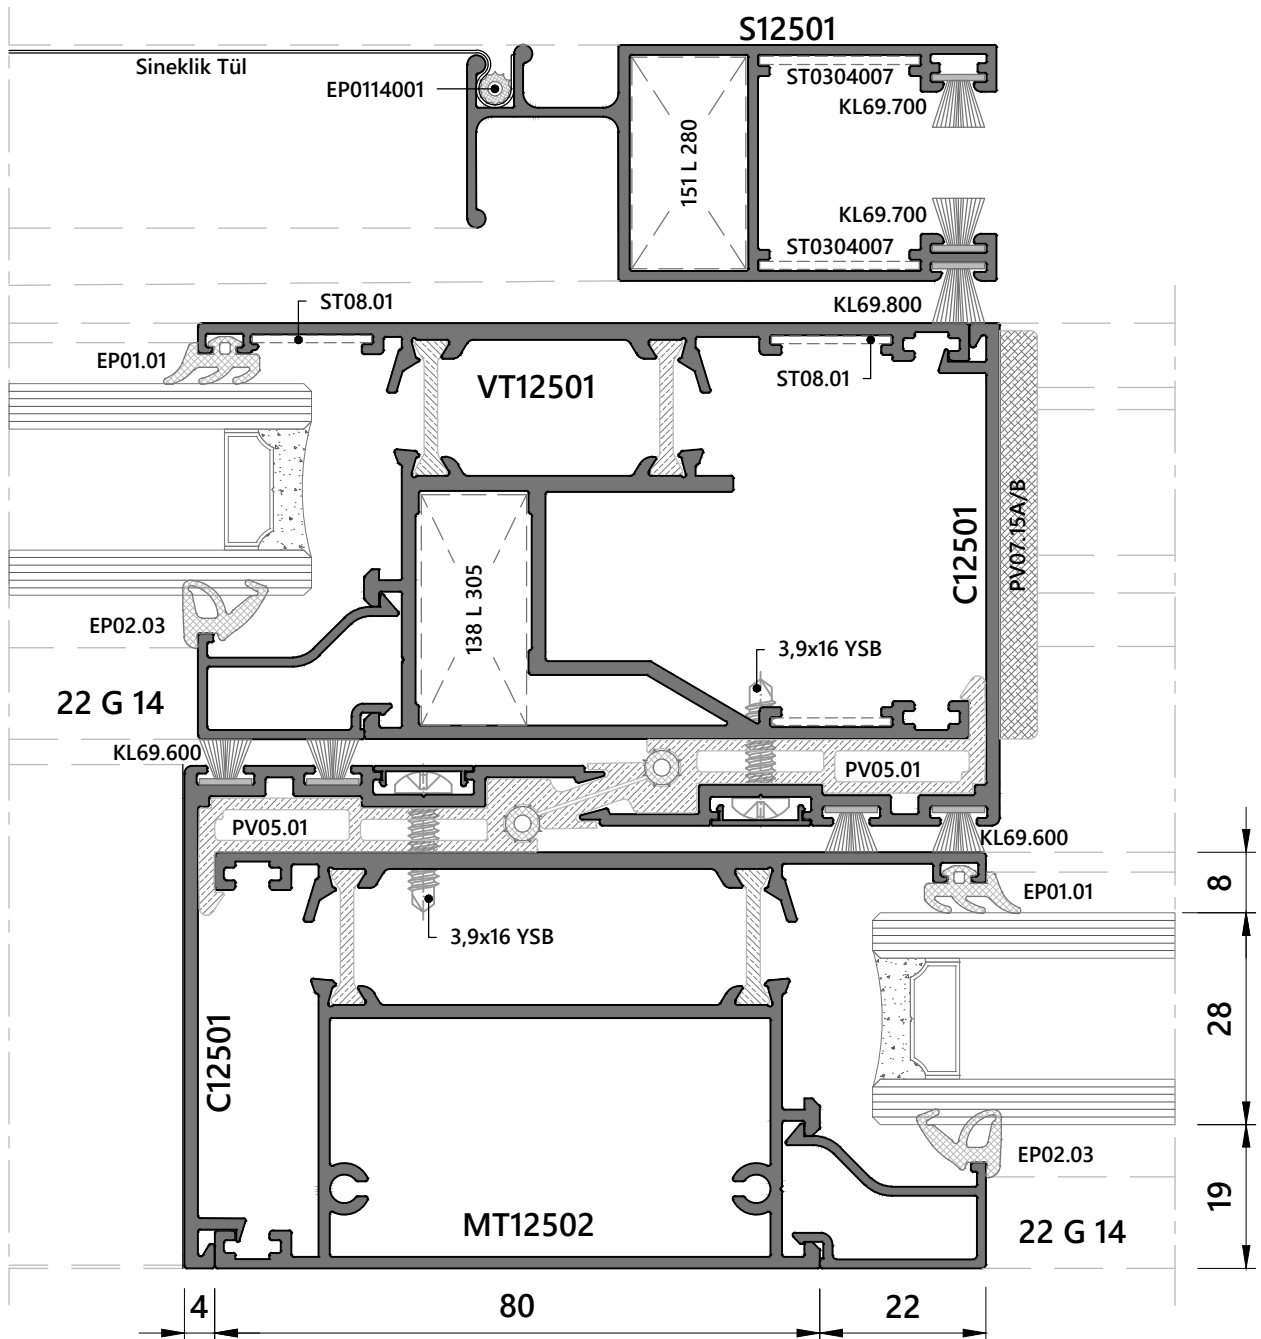 S12501
Sineklik Tül
ST0304007
EP0114001
KL69.700
151 L 280
KL69.700
ST0304007
ST08.01
KL69.800
EP01.01
VT12501
ST08.01
PV07.15A/B
C12501
138 L 305
EP02.03
3,9x16 YSB
22 G 14
KL69.600
PV05.01
PV05.01
KL69.600
8
EP01.01
3,9x16 YSB
28
C12501
EP02.03
19
MT12502
22 G 14
4
80
22